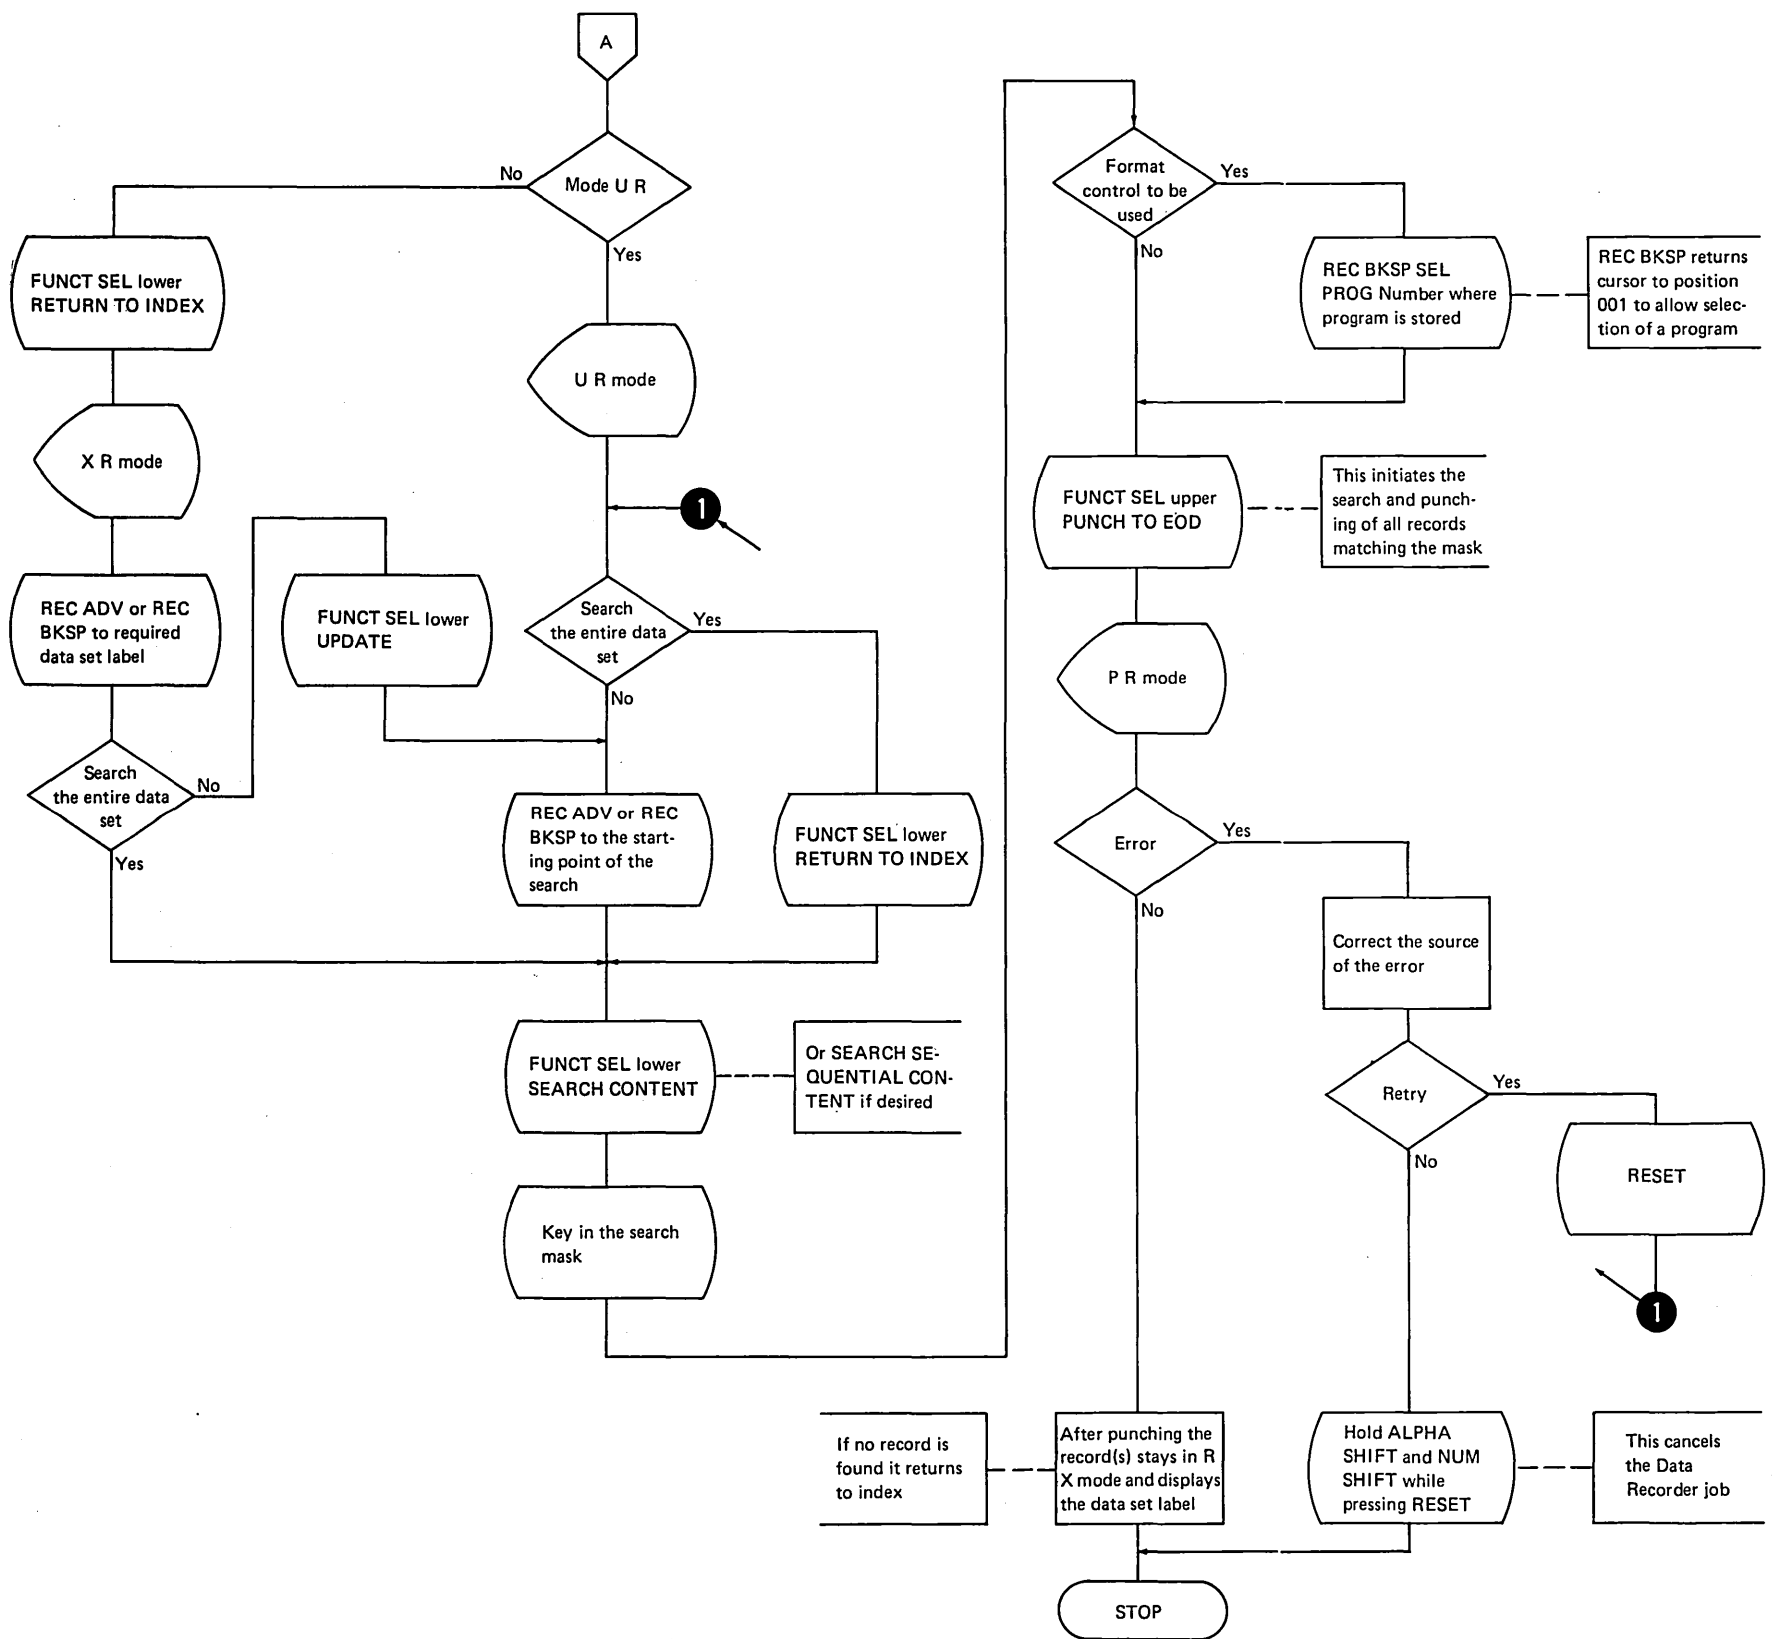 A
Mode U R
No
Yes
FUNCT SEL lower
RETURN TO INDEX
X R mode
REC ADV or REC
BKSP to required
data set label
Search
the entire data
set
No
Yes
FUNCT SEL lower
UPDATE
U R mode
1
Search
the entire data
set
Yes
No
REC ADV or REC
BKSP to the start-
ing point of the
search
FUNCT SEL lower
RETURN TO INDEX
FUNCT SEL lower
SEARCH CONTENT
Or SEARCH SE-
QUENTIAL CON-
TENT if desired
Key in the search
mask
Format
control to be
used
Yes
No
REC BKSP SEL
PROG Number where
program is stored
REC BKSP returns
cursor to position
001 to allow selec-
tion of a program
FUNCT SEL upper
PUNCH TO EOD
This initiates the
search and punch-
ing of all records
matching the mask
P R mode
Error
Yes
No
Correct the source
of the error
Retry
Yes
No
RESET
1
If no record is
found it returns
to index
After punching the
record(s) stays in R
X mode and displays
the data set label
Hold ALPHA
SHIFT and NUM
SHIFT while
pressing RESET
This cancels
the Data
Recorder job
STOP